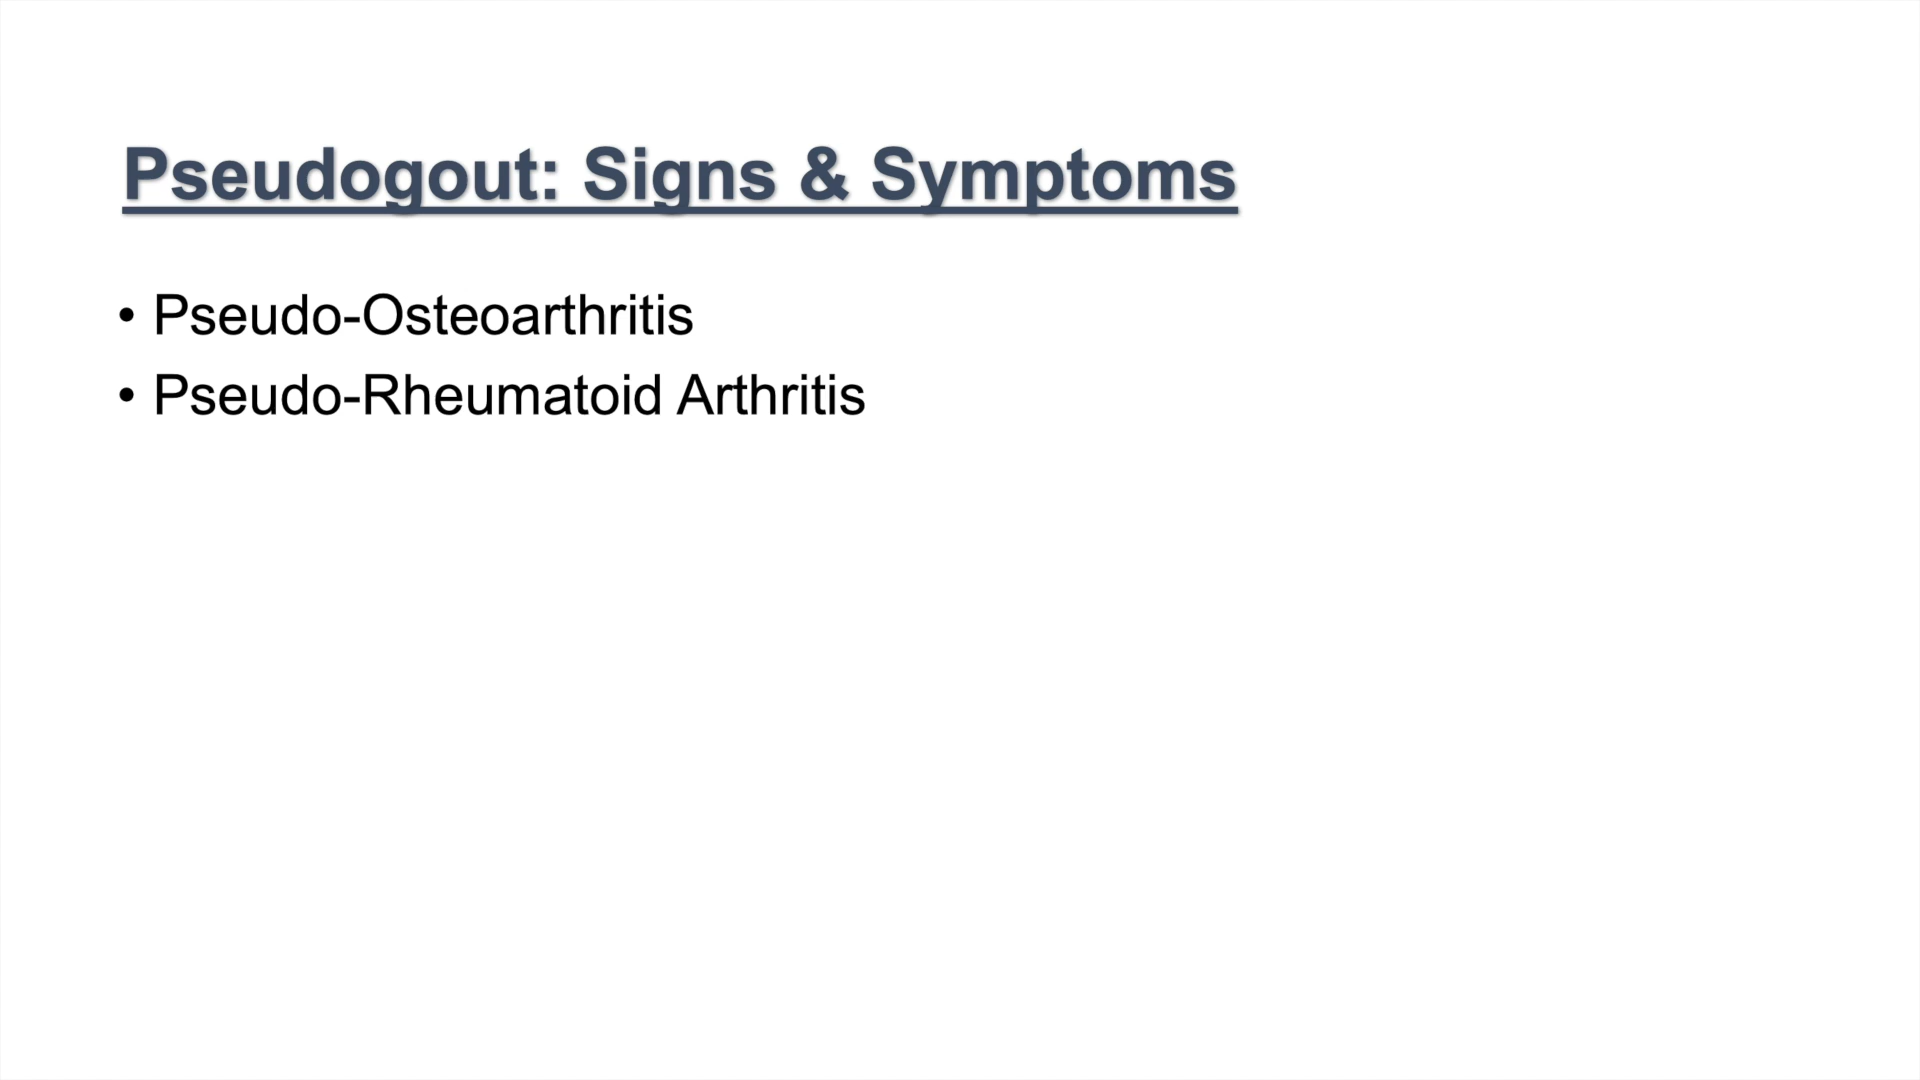 Pseudogout: Signs & Symptoms
• Pseudo-Osteoarthritis
• Pseudo-Rheumatoid Arthritis